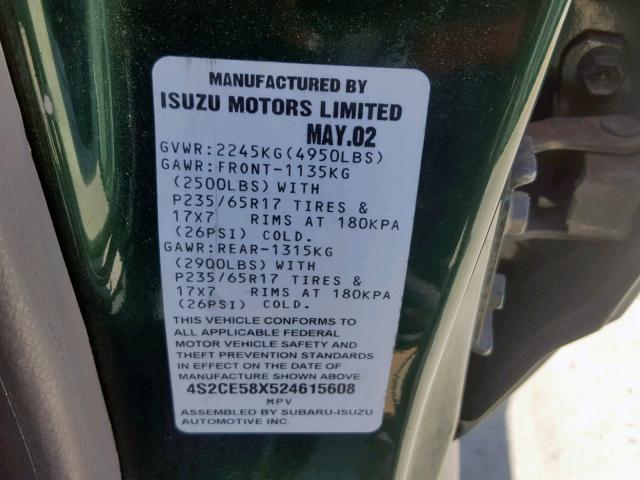 MANUFACTURED BY
ISUZU MOTORS LIMITED
MAY.02
GVWR:2245KG(4950LBS)
GAWR:FRONT-1135KG
(2500LBS)WITH
P235/65R17 TIRES &
17X7 RIMS AT 180KPA
(26PSI) COLD.
GAWR:REAR-1315KG
(2900LBS)WITH
P235/65R17 TIRES &
17X7 RIMS AT 180KPA
(26PSI) COLD.
THIS VEHICLE CONFORMS TO
ALL APPLICABLE FEDERAL
MOTOR VEHICLE SAFETY AND
THEFT PREVENTION STANDARDS
IN EFFECT ON THE DATE OF
MANUFACTURE SHOWN ABOVE.
4S2CE58X524615608
MPV
ASSEMBLED BY SUBARU-ISUZU
AUTOMOTIVE INC.